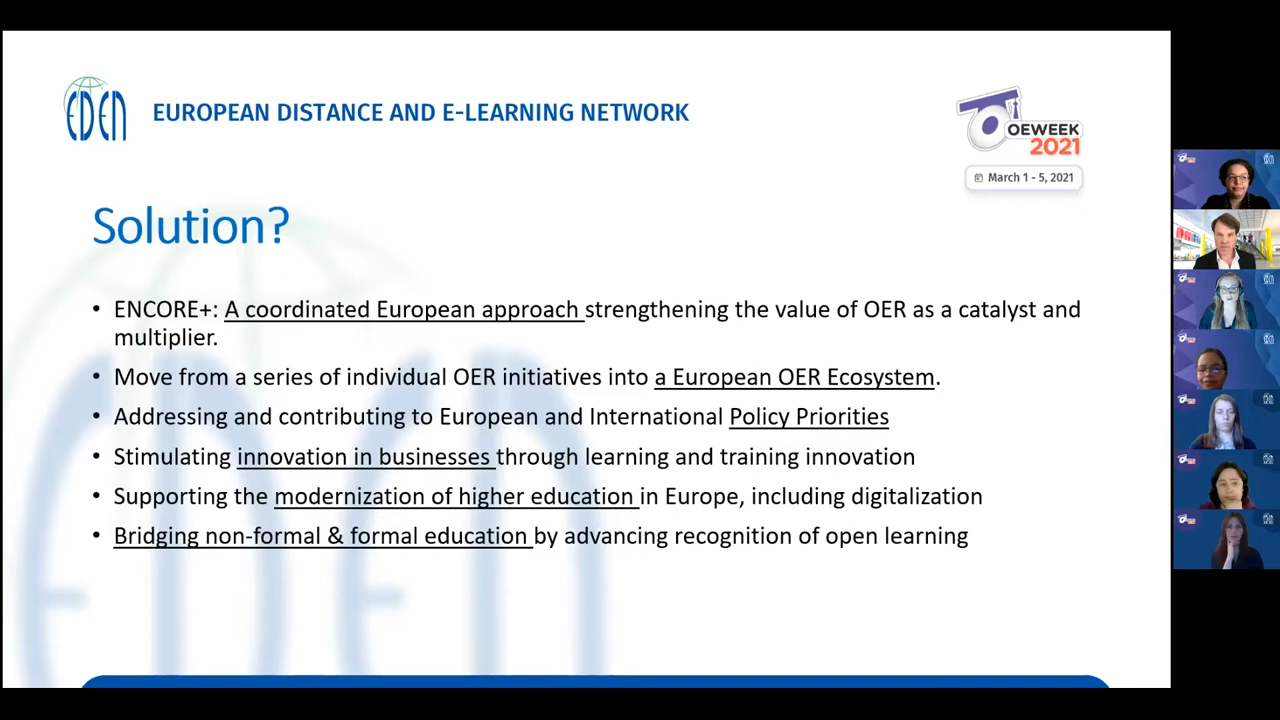 EDEN
EUROPEAN DISTANCE AND E-LEARNING NETWORK
OEWEEK
2021
March 1 - 5, 2021
Solution?
• ENCORE+: A coordinated European approach strengthening the value of OER as a catalyst and
multiplier.
• Move from a series of individual OER initiatives into a European OER Ecosystem.
• Addressing and contributing to European and International Policy Priorities
• Stimulating innovation in businesses through learning and training innovation
• Supporting the modernization of higher education in Europe, including digitalization
• Bridging non-formal & formal education by advancing recognition of open learning